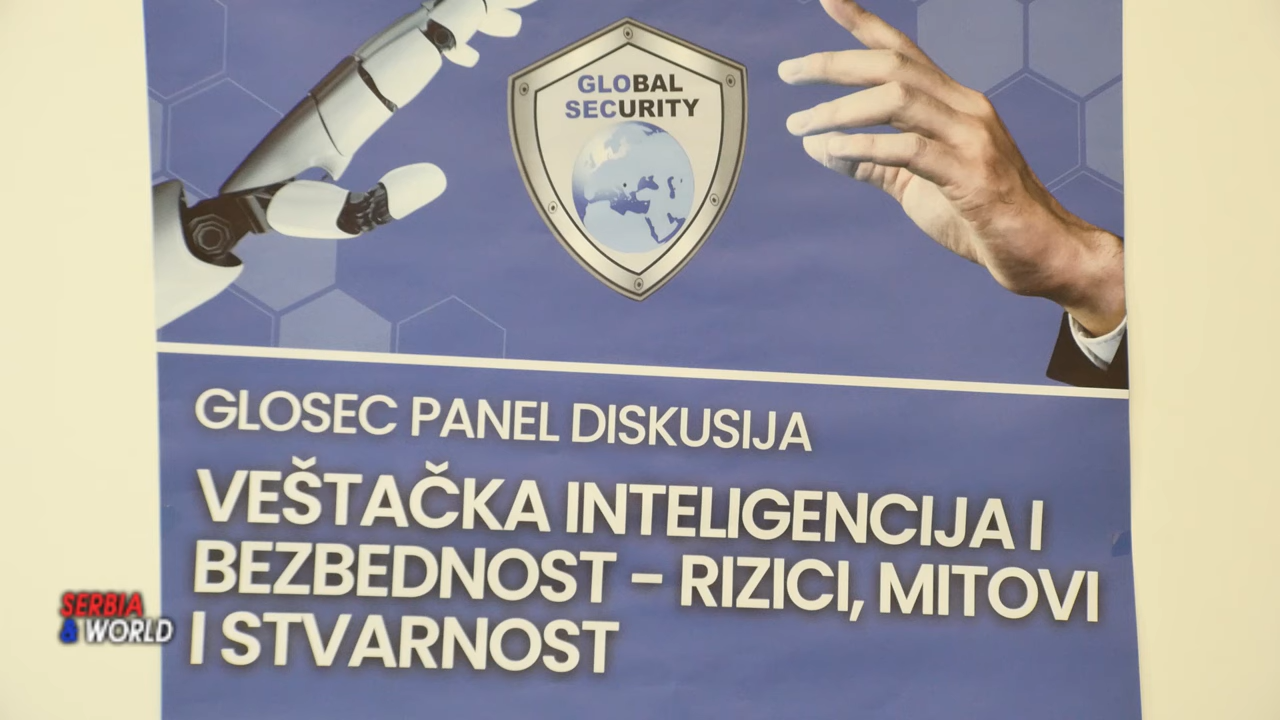 GLOBAL
SECURITY
GLOSEC PANEL DISKUSIJA
VEŠTAČKA INTELIGENCIJA I
BEZBEDNOST – RIZICI, MITOVI
I STVARNOST
SERBIA
& WORLD